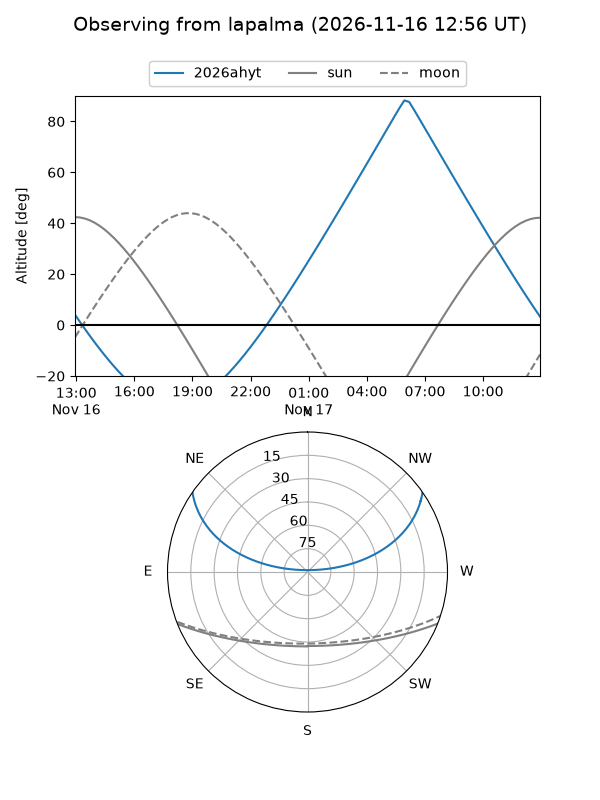 Observing from lapalma (2026-11-16 12:56 UT)
2026ahyt sun moon
Altitude [deg]
80
60
40
20
0
−20
13:00 16:00 19:00 22:00 01:00 04:00 07:00 10:00
Nov 16 Nov 17
N
NE NW
15
30
45
60
75
E W
SE SW
S